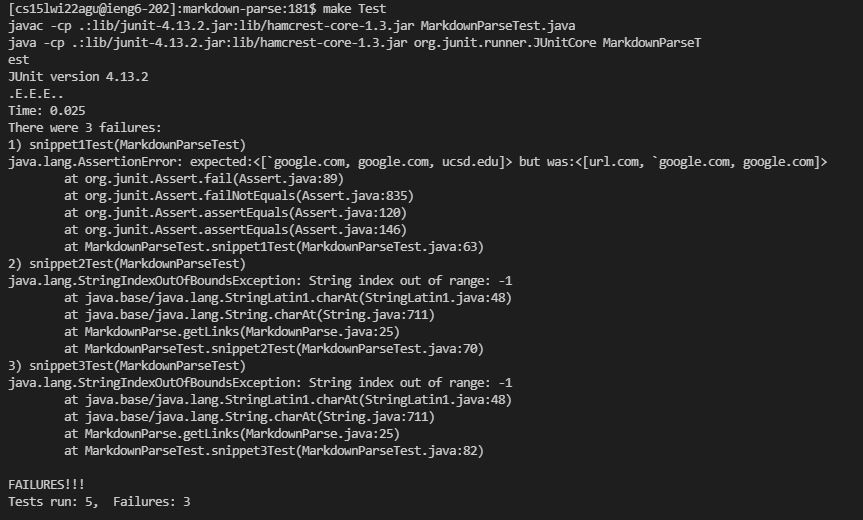 [cs15lwi22agu@ieng6-202]:markdown-parse:181$ make Test
javac -cp .:lib/junit-4.13.2.jar:lib/hamcrest-core-1.3.jar MarkdownParseTest.java
java -cp .:lib/junit-4.13.2.jar:lib/hamcrest-core-1.3.jar org.junit.runner.JUnitCore MarkdownParseT
est
JUnit version 4.13.2
.E.E.E..
Time: 0.025
There were 3 failures:
1) snippet1Test(MarkdownParseTest)
java.lang.AssertionError: expected:<[`google.com, google.com, ucsd.edu]> but was:<[url.com, `google.com, google.com]>
        at org.junit.Assert.fail(Assert.java:89)
        at org.junit.Assert.failNotEquals(Assert.java:835)
        at org.junit.Assert.assertEquals(Assert.java:120)
        at org.junit.Assert.assertEquals(Assert.java:146)
        at MarkdownParseTest.snippet1Test(MarkdownParseTest.java:63)
2) snippet2Test(MarkdownParseTest)
java.lang.StringIndexOutOfBoundsException: String index out of range: -1
        at java.base/java.lang.StringLatin1.charAt(StringLatin1.java:48)
        at java.base/java.lang.String.charAt(String.java:711)
        at MarkdownParse.getLinks(MarkdownParse.java:25)
        at MarkdownParseTest.snippet2Test(MarkdownParseTest.java:70)
3) snippet3Test(MarkdownParseTest)
java.lang.StringIndexOutOfBoundsException: String index out of range: -1
        at java.base/java.lang.StringLatin1.charAt(StringLatin1.java:48)
        at java.base/java.lang.String.charAt(String.java:711)
        at MarkdownParse.getLinks(MarkdownParse.java:25)
        at MarkdownParseTest.snippet3Test(MarkdownParseTest.java:82)

FAILURES!!!
Tests run: 5,  Failures: 3